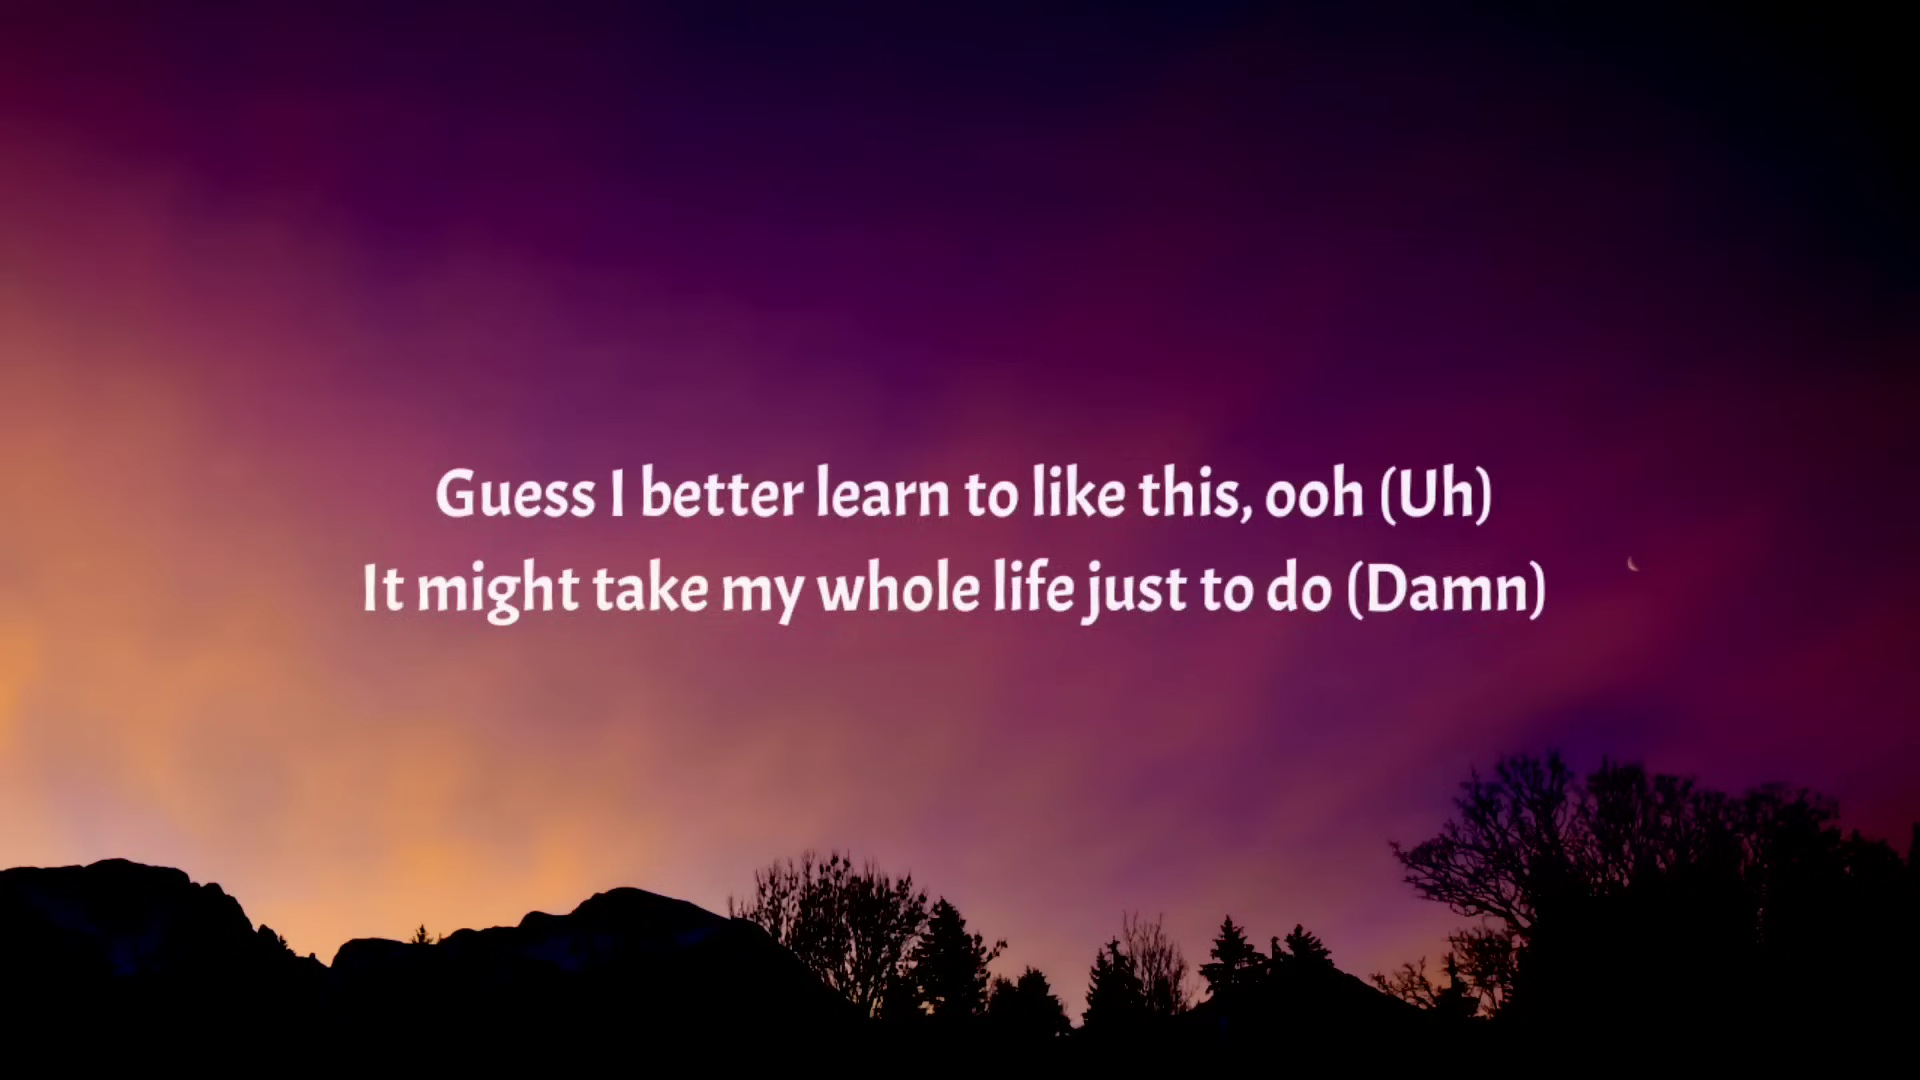 Guess I better learn to like this, ooh (Uh)
It might take my whole life just to do (Damn)